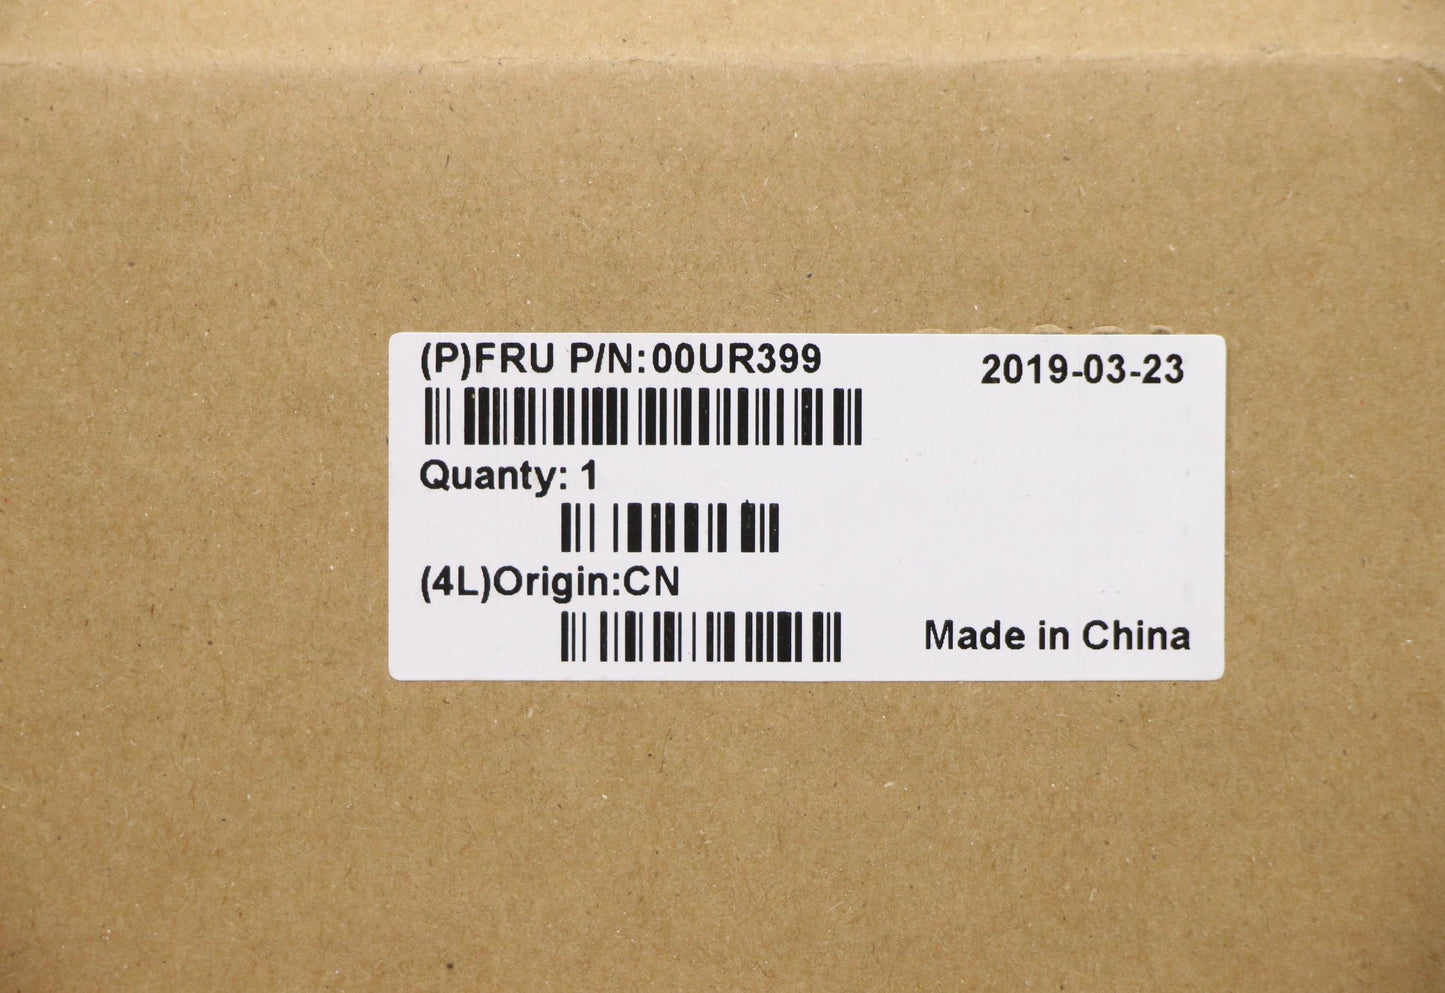 (P)FRU P/N:00UR399
2019-03-23
Quanty: 1
(4L)Origin:CN
Made in China